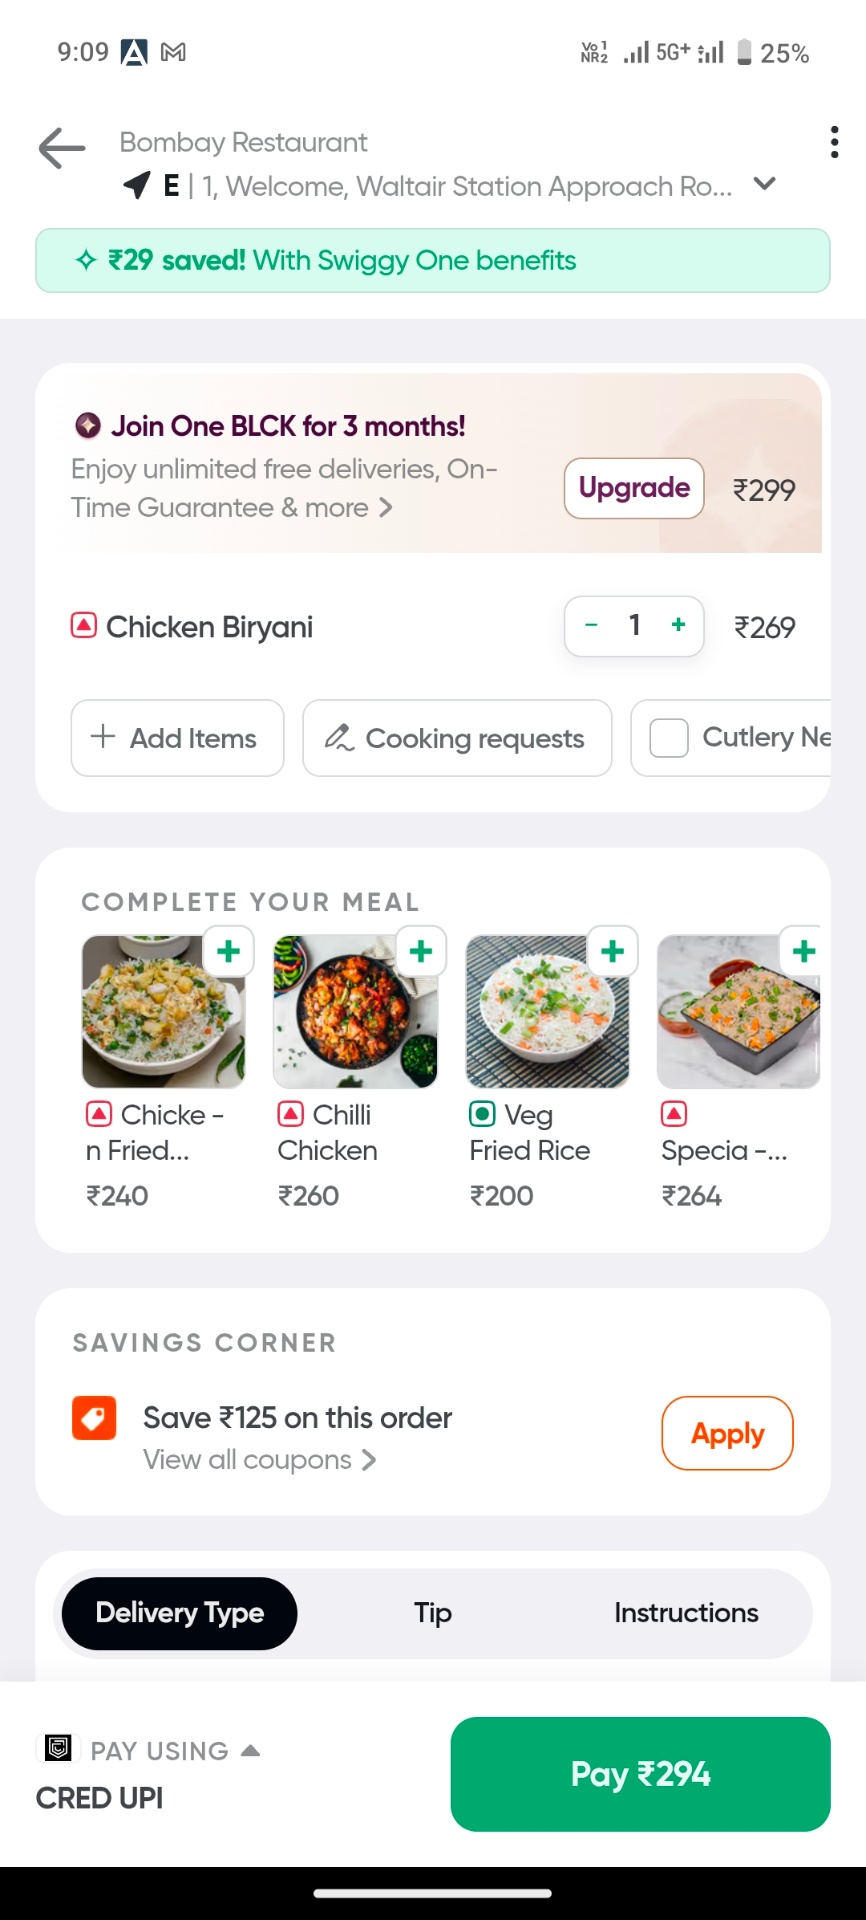 9:09
Vo 1
NR2
5G+
25%
Bombay Restaurant
E | 1, Welcome, Waltair Station Approach Ro...
₹29 saved! With Swiggy One benefits
Join One BLCK for 3 months!
Enjoy unlimited free deliveries, On-
Time Guarantee & more
Upgrade
₹299
Chicken Biryani
− 1 +
₹269
+ Add Items
Cooking requests
Cutlery Ne
COMPLETE YOUR MEAL
Chicke -
n Fried...
₹240
Chilli
Chicken
₹260
Veg
Fried Rice
₹200
Specia -...
₹264
SAVINGS CORNER
Save ₹125 on this order
View all coupons
Apply
Delivery Type
Tip
Instructions
PAY USING
CRED UPI
Pay ₹294